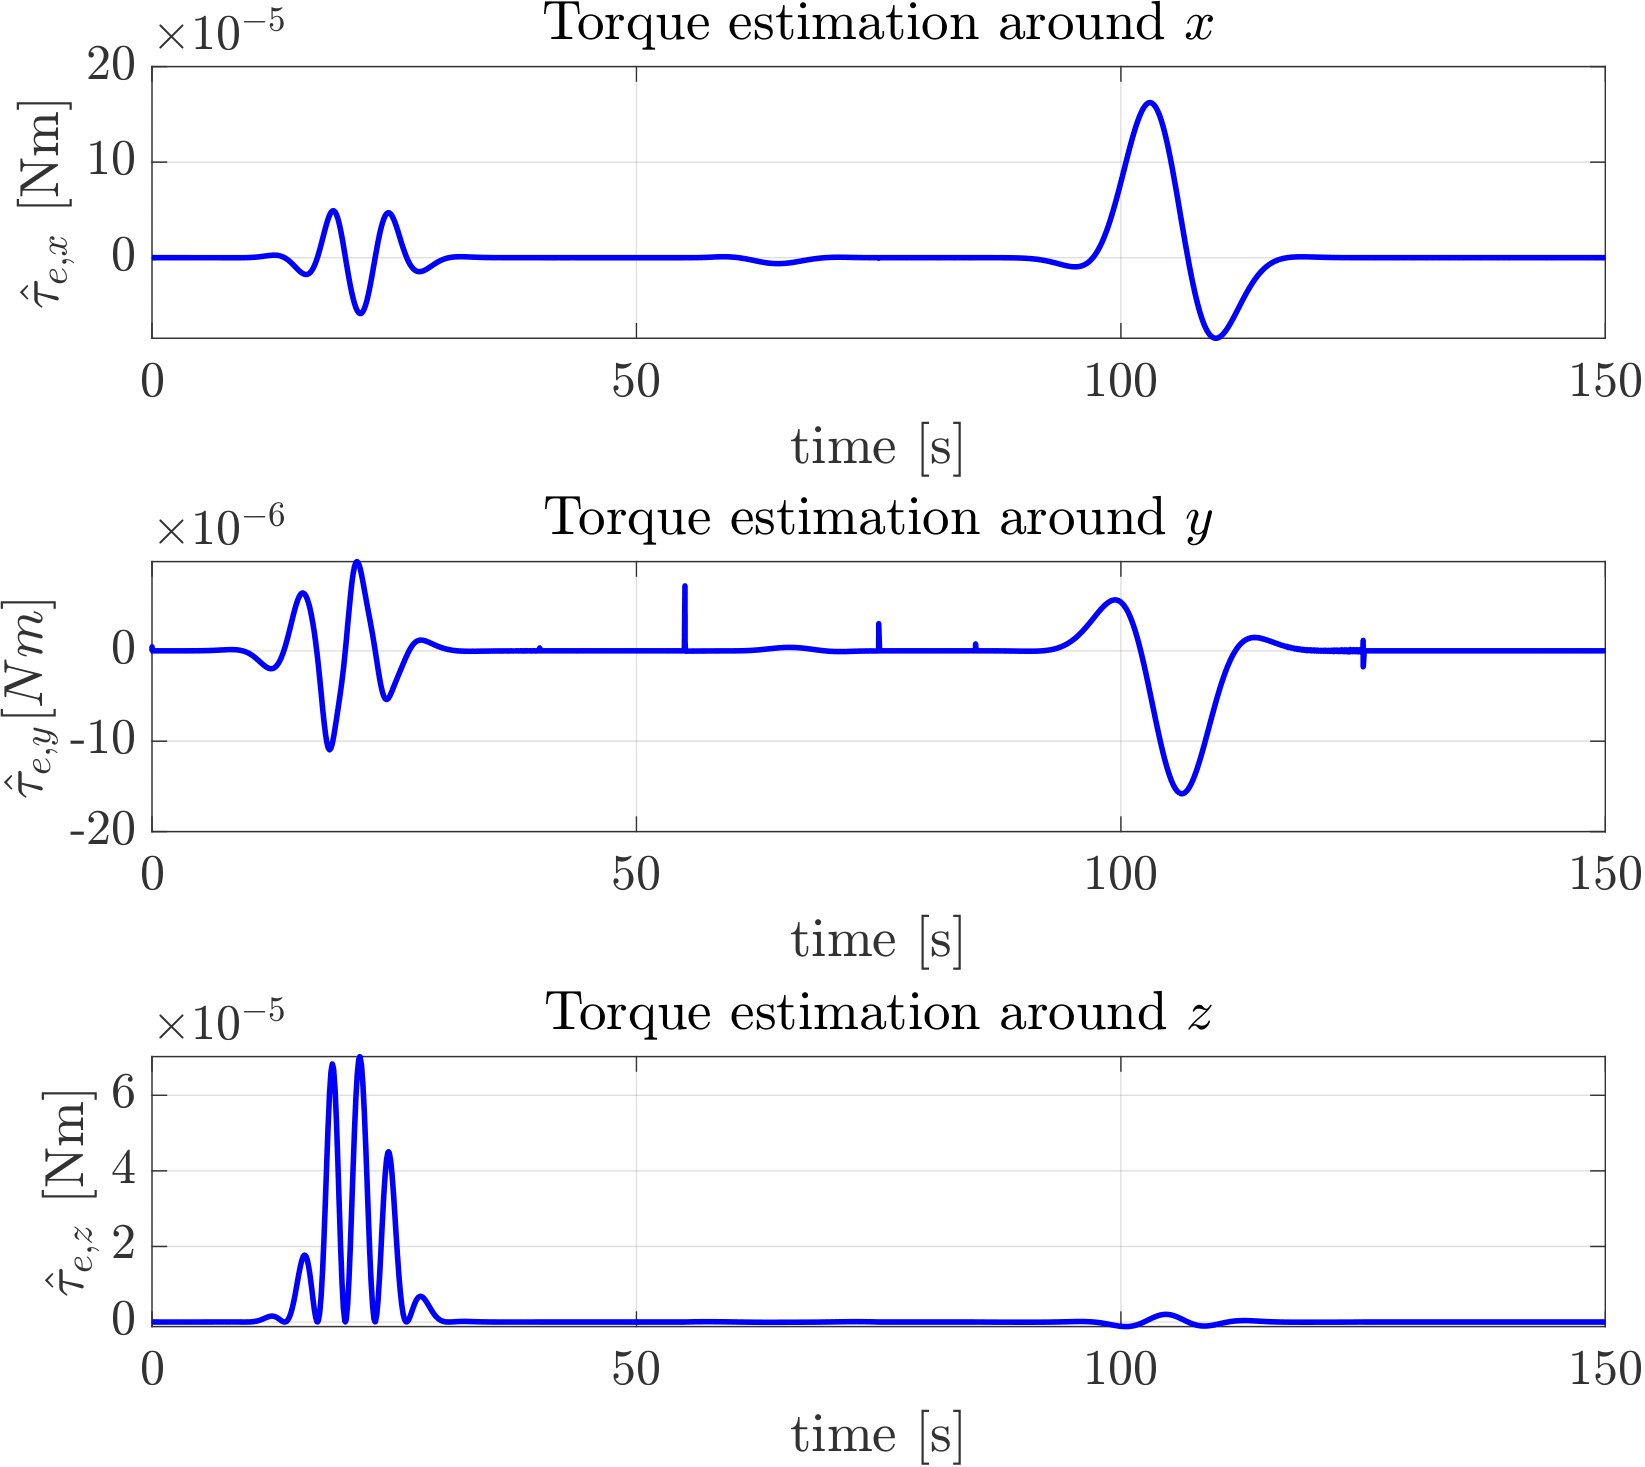 ×10⁻⁵
Torque estimation around x
20
10
0
τ̂ₑ,ₓ [Nm]
0 50 100 150
time [s]
×10⁻⁶
Torque estimation around y
0
-10
-20
τ̂_{e,y}[Nm]
0 50 100 150
time [s]
×10⁻⁵
Torque estimation around z
6
4
2
0
τ̂_{e,z} [Nm]
0 50 100 150
time [s]